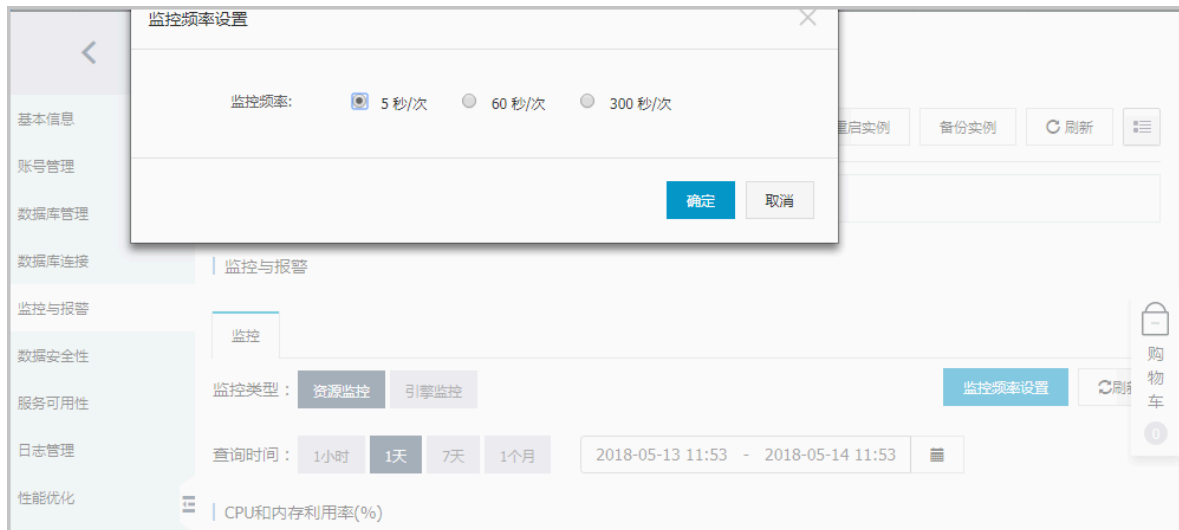 监控频率设置
监控频率: 5 秒/次 60 秒/次 300 秒/次
确定 取消
基本信息
账号管理
数据库管理
数据库连接
监控与报警
数据安全性
服务可用性
日志管理
性能优化
启实例 备份实例 刷新
监控与报警
监控
监控类型: 资源监控 引擎监控 监控频率设置
查询时间: 1小时 1天 7天 1个月 2018-05-13 11:53 - 2018-05-14 11:53
CPU和内存利用率(%)
购
物
车
0